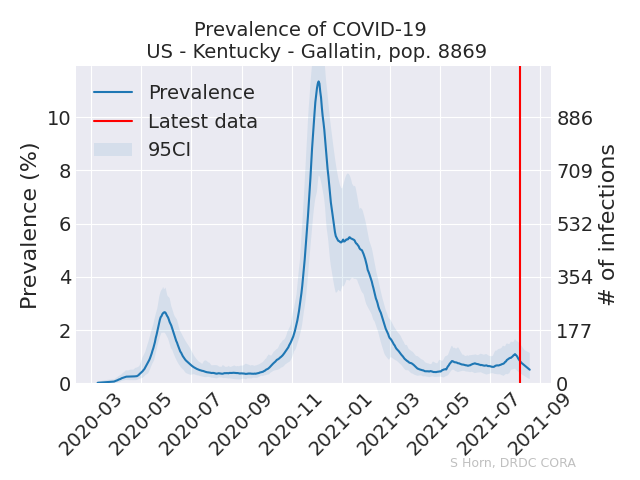 Prevalence of COVID-19
US - Kentucky - Gallatin, pop. 8869
Prevalence
Latest data
95CI
Prevalence (%)
10
8
6
4
2
0
886
709
532
354
177
0
# of infections
2020-03
2020-05
2020-07
2020-09
2020-11
2021-01
2021-03
2021-05
2021-07
2021-09
S Horn, DRDC CORA